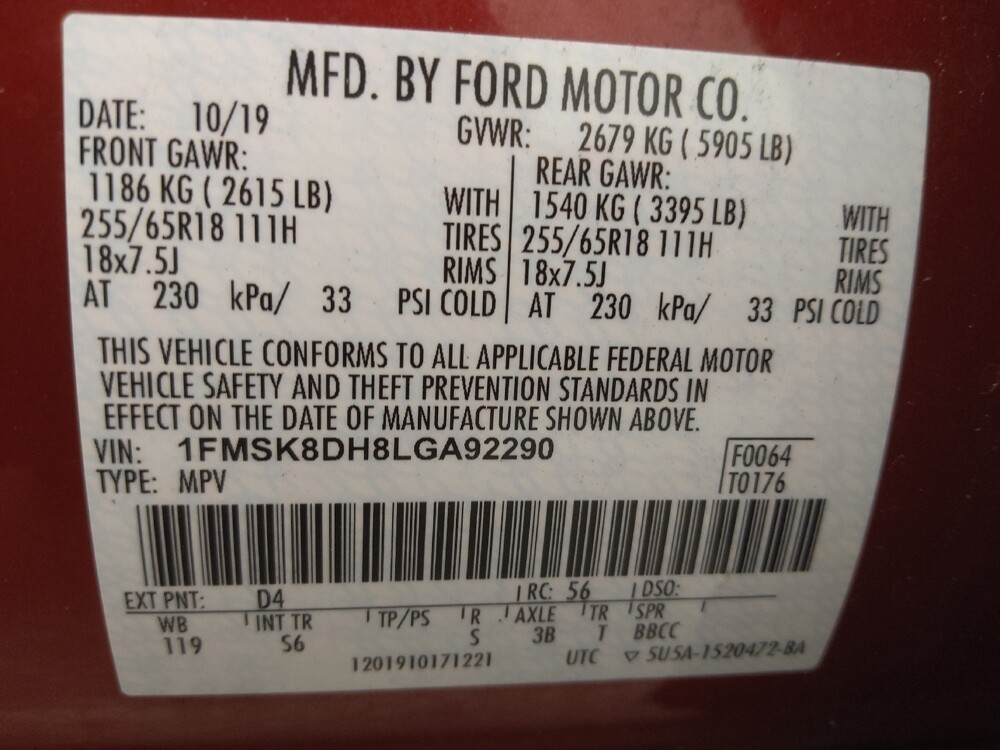 MFD. BY FORD MOTOR CO.
DATE: 10/19 GVWR: 2679 KG ( 5905 LB)
FRONT GAWR: REAR GAWR:
1186 KG ( 2615 LB) WITH 1540 KG ( 3395 LB) WITH
255/65R18 111H TIRES 255/65R18 111H TIRES
18x7.5J RIMS 18x7.5J RIMS
AT 230 kPa/ 33 PSI COLD AT 230 kPa/ 33 PSI COLD
THIS VEHICLE CONFORMS TO ALL APPLICABLE FEDERAL MOTOR
VEHICLE SAFETY AND THEFT PREVENTION STANDARDS IN
EFFECT ON THE DATE OF MANUFACTURE SHOWN ABOVE.
VIN: 1FMSK8DH8LGA92290 F0064
TYPE: MPV T0176
EXT PNT: D4 RC: 56 DSO:
WB INT TR TP/PS R AXLE TR SPR
119 S6 S 3B T BBCC
1201910171221 UTC ▽ 5U5A-1520472-BA